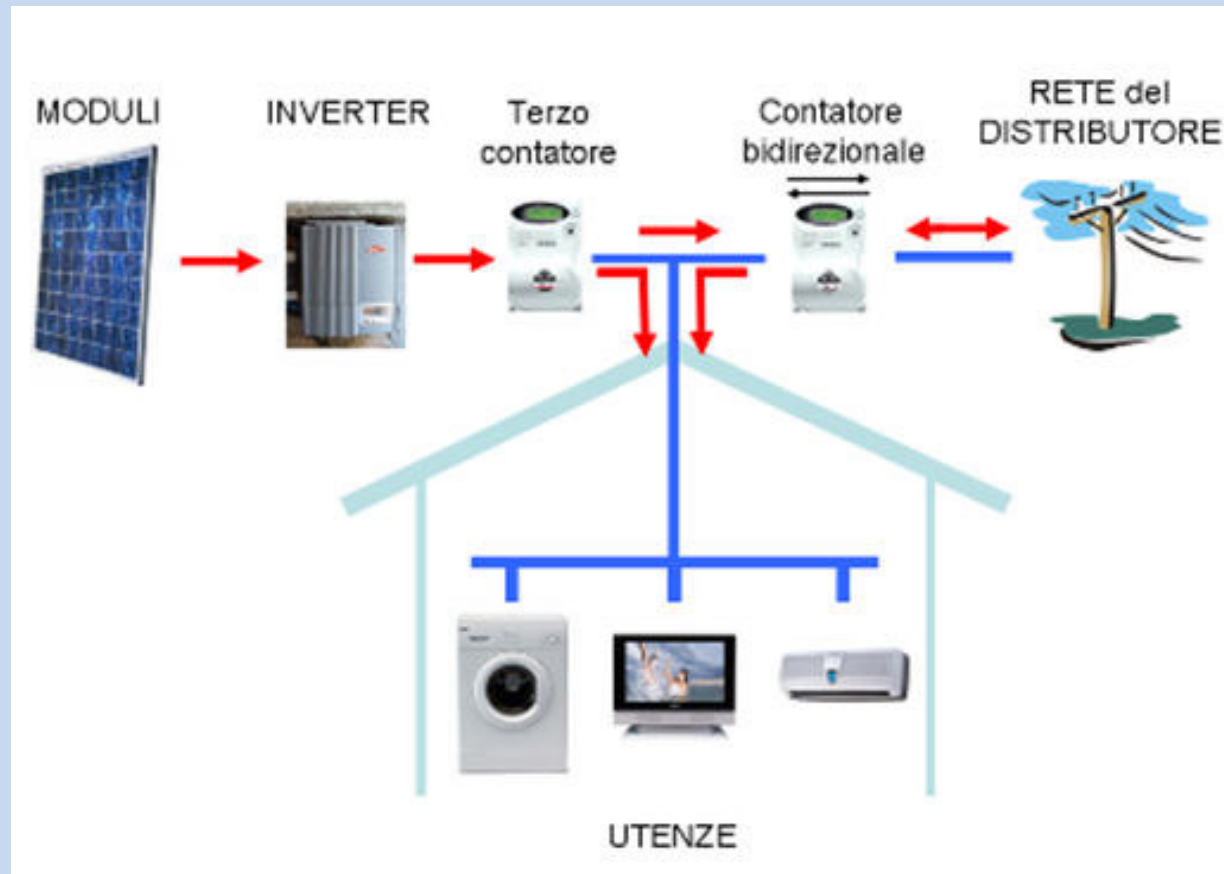 MODULI
INVERTER
Terzo
contatore
Contatore
bidirezionale
RETE del
DISTRIBUTORE
UTENZE